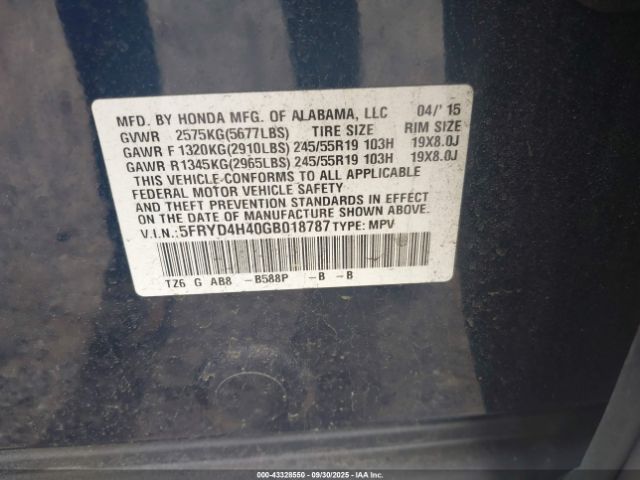 MFD. BY HONDA MFG. OF ALABAMA, LLC 04/'15
GVWR 2575KG(5677LBS) TIRE SIZE RIM SIZE
GAWR F 1320KG(2910LBS) 245/55R19 103H 19X8.0J
GAWR R 1345KG(2965LBS) 245/55R19 103H 19X8.0J
THIS VEHICLE CONFORMS TO ALL APPLICABLE
FEDERAL MOTOR VEHICLE SAFETY
AND THEFT PREVENTION STANDARDS IN EFFECT
ON THE DATE OF MANUFACTURE SHOWN ABOVE.
V.I.N.: 5FRYD4H40GB018787 TYPE: MPV
TZ6 G AB8 -B588P -B -B
000-43328550 - 09/30/2025 - IAA Inc.